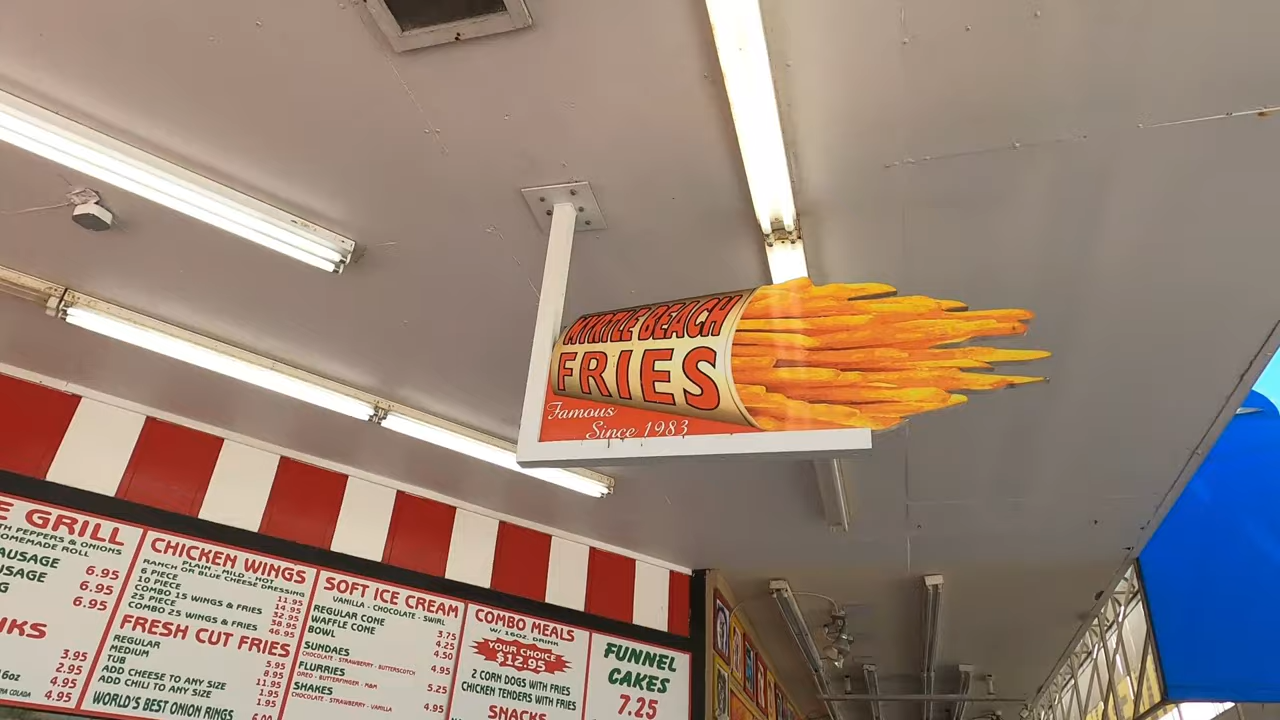 MYRTLE BEACH
FRIES
Famous
Since 1983
E GRILL
TH PEPPERS & ONIONS
OMEMADE ROLL
AUSAGE 6.95
USAGE 6.95
G 6.95
NKS
3.95
2.95
16oz 4.95
NA COLADA 4.95
CHICKEN WINGS
PLAIN - MILD - HOT
RANCH OR BLUE CHEESE DRESSING
6 PIECE 11.95
10 PIECE 14.95
COMBO 15 WINGS & FRIES 32.95
25 PIECE 38.95
COMBO 25 WINGS & FRIES 46.95
FRESH CUT FRIES
REGULAR 5.95
MEDIUM 8.95
TUB 11.95
ADD CHEESE TO ANY SIZE 1.95
ADD CHILI TO ANY SIZE 1.95
WORLD'S BEST ONION RINGS
SOFT ICE CREAM
VANILLA - CHOCOLATE - SWIRL
REGULAR CONE 3.75
WAFFLE CONE 4.25
BOWL 4.50
SUNDAES 4.95
CHOCOLATE - STRAWBERRY - BUTTERSCOTCH
FLURRIES 5.25
OREO - BUTTERFINGER - M&M
SHAKES 4.95
CHOCOLATE - STRAWBERRY - VANILLA
COMBO MEALS
W/ 16OZ. DRINK
YOUR CHOICE
$12.95
2 CORN DOGS WITH FRIES
CHICKEN TENDERS WITH FRIES
SNACKS
FUNNEL
CAKES
7.25